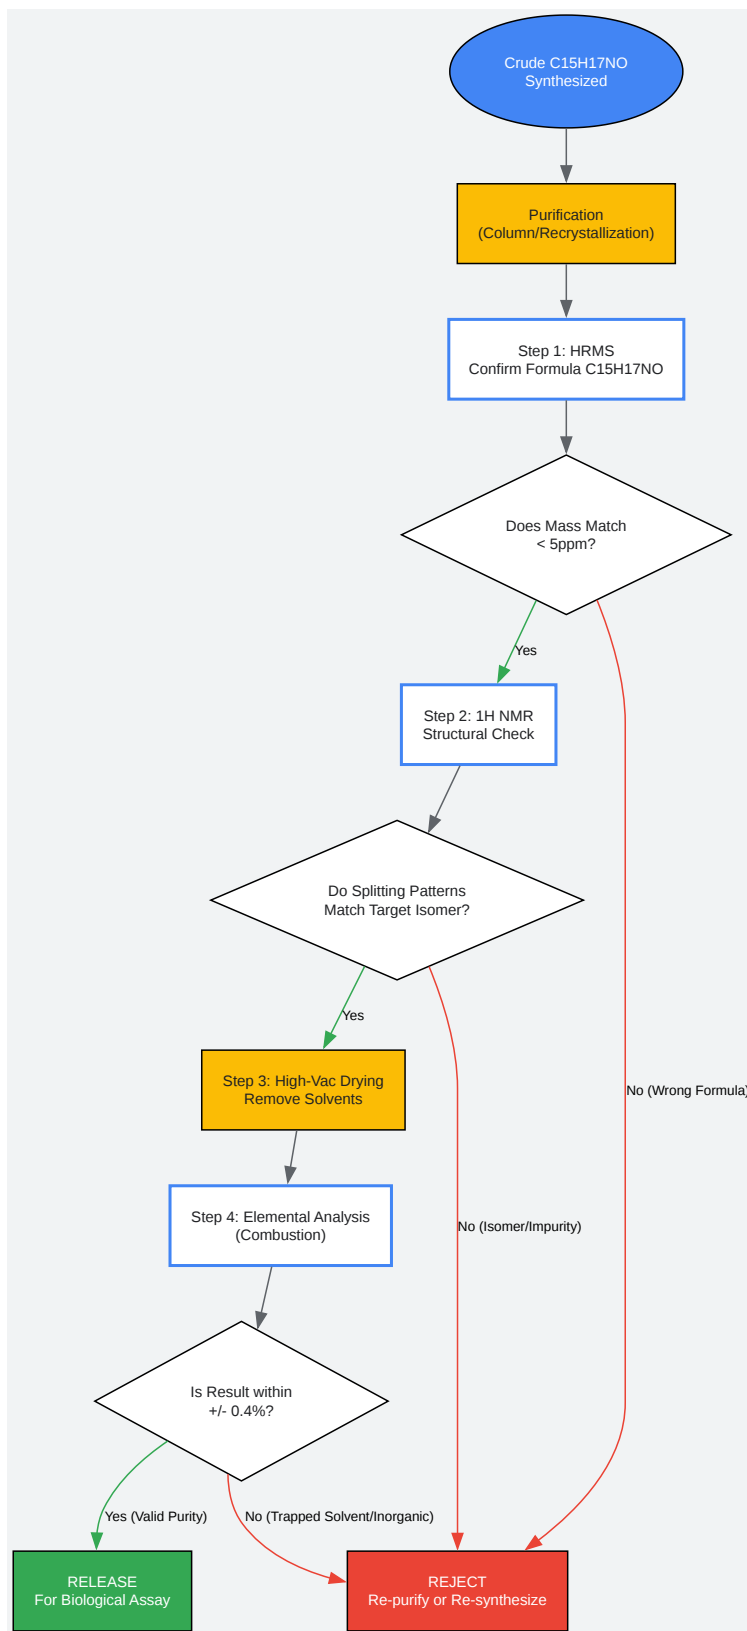 Crude C15H17NO
Synthesized
Purification
(Column/Recrystallization)
Step 1: HRMS
Confirm Formula C15H17NO
Does Mass Match
< 5ppm?
Yes
Step 2: 1H NMR
Structural Check
Do Splitting Patterns
Match Target Isomer?
Yes
Step 3: High-Vac Drying
Remove Solvents
No (Wrong Formula)
Step 4: Elemental Analysis
(Combustion)
No (Isomer/Impurity)
Is Result within
+/- 0.4%?
Yes (Valid Purity)
No (Trapped Solvent/Inorganic)
RELEASE
For Biological Assay
REJECT
Re-purify or Re-synthesize